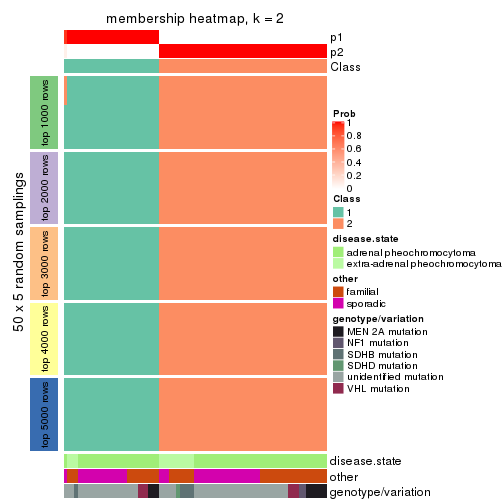 membership heatmap, k = 2
p1
p2
Class
50 x 5 random samplings
top 1000 rows
top 2000 rows
top 3000 rows
top 4000 rows
top 5000 rows
disease.state
other
genotype/variation
Prob
1
0.8
0.6
0.4
0.2
0
Class
1
2
disease.state
adrenal pheochromocytoma
extra-adrenal pheochromocytoma
other
familial
sporadic
genotype/variation
MEN 2A mutation
NF1 mutation
SDHB mutation
SDHD mutation
unidentified mutation
VHL mutation